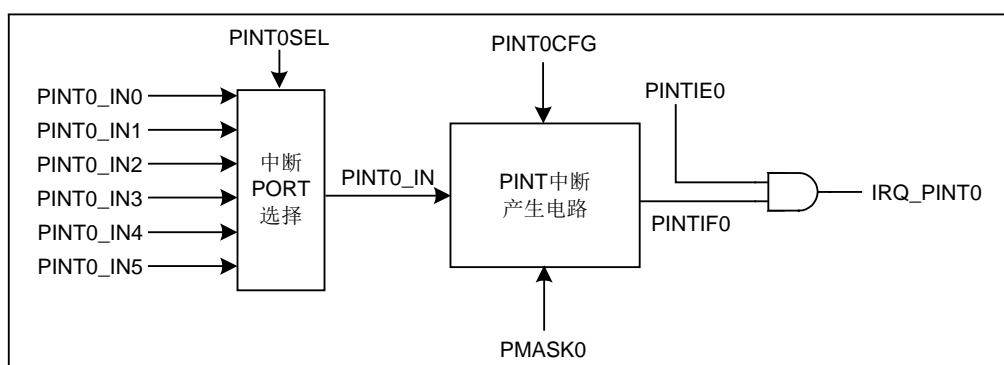 PINT0SEL
PINT0CFG
PINTIE0
PINT0_IN0
PINT0_IN1
PINT0_IN2
PINT0_IN3
PINT0_IN4
PINT0_IN5
中断
PORT
选择
PINT0_IN
PINT中断
产生电路
PINTIF0
IRQ_PINT0
PMASK0